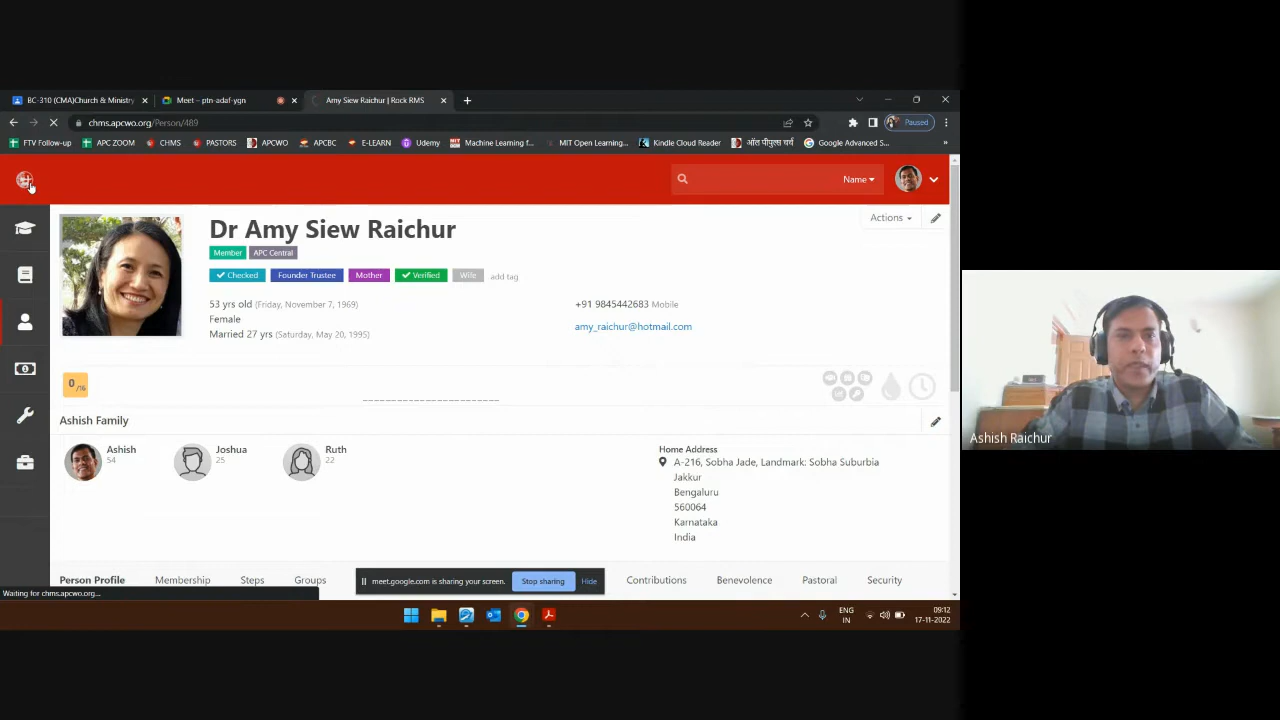 BC-310 (CMA)Church & Ministry
Meet – ptn-adaf-ygn
Amy Siew Raichur | Rock RMS
chms.apcwo.org/Person/489
Paused
FTV Follow-up
APC ZOOM
CHMS
PASTORS
APCWO
APCBC
E-LEARN
Udemy
Machine Learning f...
MIT Open Learning...
Kindle Cloud Reader
ऑल पीपुल्स चर्च
Google Advanced S...
Name
Dr Amy Siew Raichur
Actions
Member
APC Central
Checked
Founder Trustee
Mother
Verified
Wife
add tag
53 yrs old (Friday, November 7, 1969)
Female
Married 27 yrs (Saturday, May 20, 1995)
+91 9845442683 Mobile
amy_raichur@hotmail.com
0/16
Ashish Family
Ashish
54
Joshua
25
Ruth
22
Home Address
A-216, Sobha Jade, Landmark: Sobha Suburbia
Jakkur
Bengaluru
560064
Karnataka
India
Person Profile
Membership
Steps
Groups
Contributions
Benevolence
Pastoral
Security
meet.google.com is sharing your screen.
Stop sharing
Hide
Waiting for chms.apcwo.org...
ENG
IN
09:12
17-11-2022
Ashish Raichur